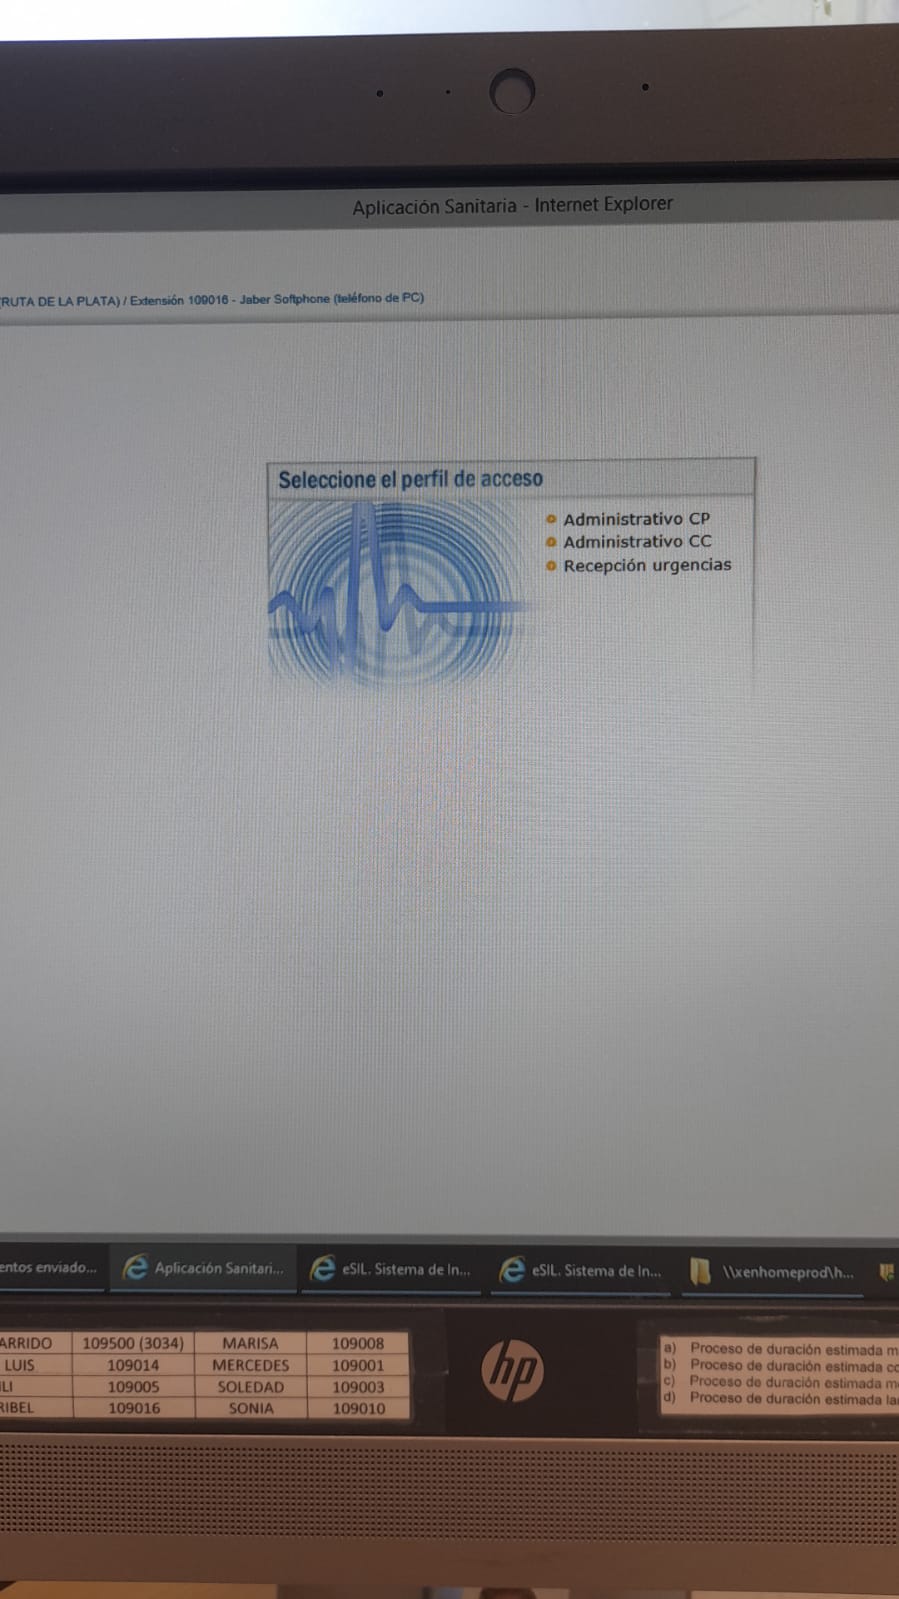 Aplicación Sanitaria - Internet Explorer
(RUTA DE LA PLATA) / Extensión 109016 - Jaber Softphone (teléfono de PC)
Seleccione el perfil de acceso
Administrativo CP
Administrativo CC
Recepción urgencias
entos enviado... Aplicación Sanitari... eSIL. Sistema de In... eSIL. Sistema de In... \\xenhomeprod\h...
ARRIDO 109500 (3034) MARISA 109008
LUIS 109014 MERCEDES 109001
ILI 109005 SOLEDAD 109003
RIBEL 109016 SONIA 109010
hp
a) Proceso de duración estimada m
b) Proceso de duración estimada co
c) Proceso de duración estimada m
d) Proceso de duración estimada la